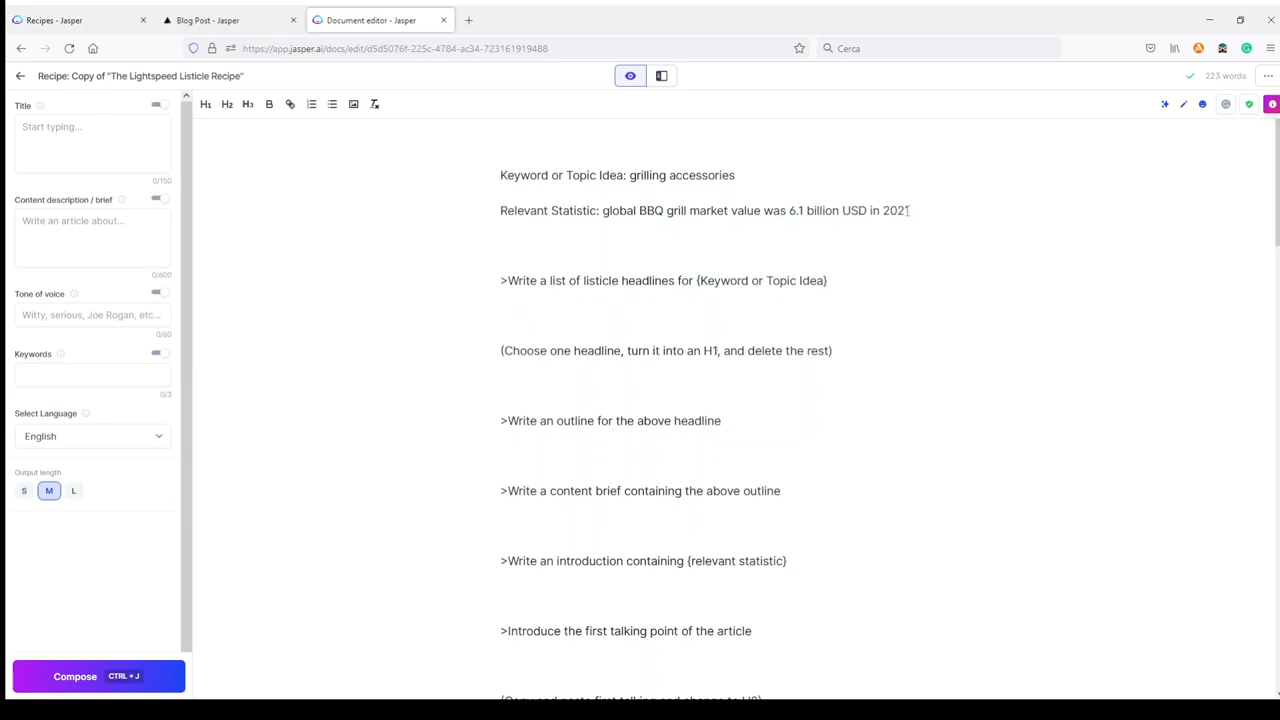 Recipes - Jasper
Blog Post - Jasper
Document editor - Jasper
https://app.jasper.ai/docs/edit/d5d5076f-225c-4784-ac34-723161919488
Cerca
Recipe: Copy of "The Lightspeed Listicle Recipe"
223 words
Title
Start typing...
0/150
Content description / brief
Write an article about...
0/600
Tone of voice
Witty, serious, Joe Rogan, etc...
0/60
Keywords
0/3
Select Language
English
Output length
S M L
Compose CTRL + J
H1 H2 H3 B
Keyword or Topic Idea: grilling accessories
Relevant Statistic: global BBQ grill market value was 6.1 billion USD in 2021
>Write a list of listicle headlines for {Keyword or Topic Idea}
(Choose one headline, turn it into an H1, and delete the rest)
>Write an outline for the above headline
>Write a content brief containing the above outline
>Write an introduction containing {relevant statistic}
>Introduce the first talking point of the article